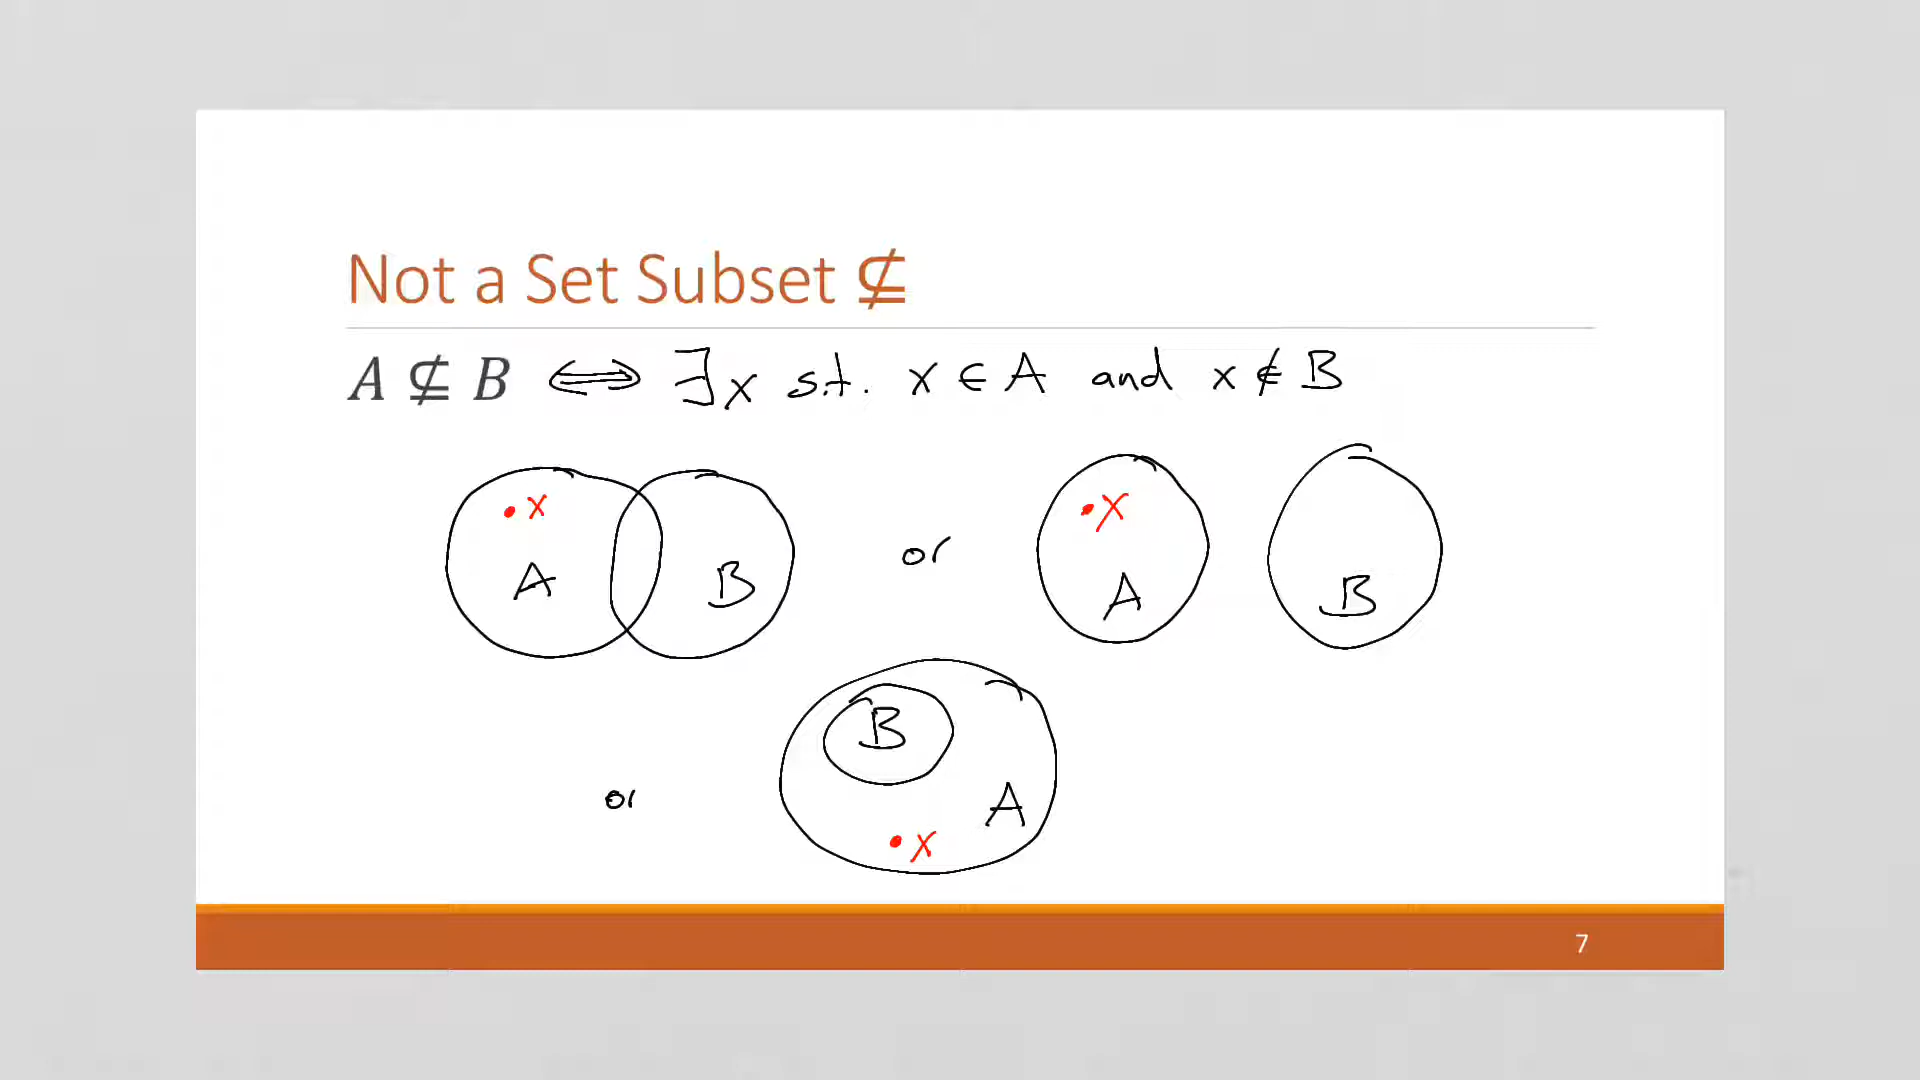 Not a Set Subset ⊈
A ⊈ B ⟺ ∃x s.t. x ∈ A and x ∉ B
x x
A B or A B
B
or A
x
7